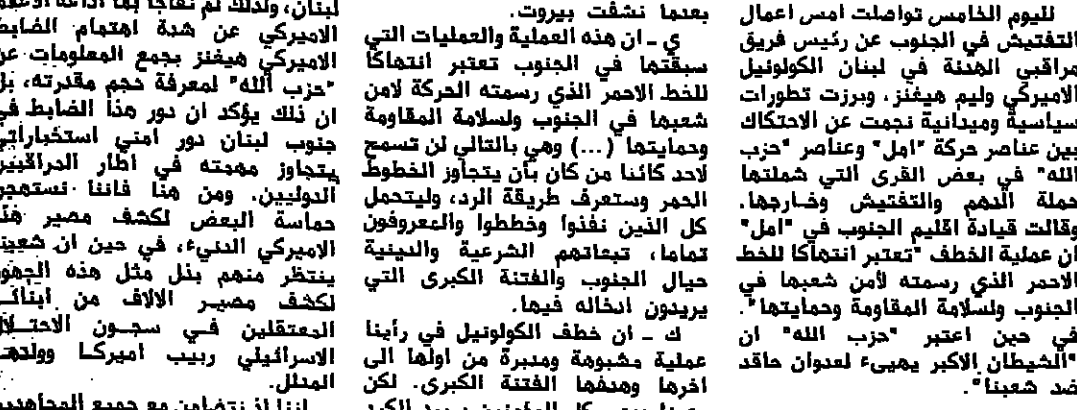 لليوم الخامس تواصلت امس اعمال
التفتيش في الجنوب عن رئيس فريق
مراقبي الهدنة في لبنان الكولونيل
الاميركي وليم هيغنز، وبرزت تطورات
سياسية وميدانية نجمت عن الاحتكاك
بين عناصر حركة "امل" وعناصر "حزب
الله" في بعض القرى التي شملتها
حملة الدهم والتفتيش وخارجها.
وقالت قيادة اقليم الجنوب في "امل"
ان عملية الخطف "تعتبر انتهاكا للخط
الاحمر الذي رسمته لأمن شعبها في
الجنوب ولسلامة المقاومة وحمايتها".
في حين اعتبر "حزب الله" ان
"الشيطان الاكبر يهيىء لعدوان حاقد
ضد شعبنا".
بعدما نشفت بيروت.
ي - ان هذه العملية والعمليات التي
سبقتها في الجنوب تعتبر انتهاكا
للخط الاحمر الذي رسمته الحركة لامن
شعبها في الجنوب ولسلامة المقاومة
وحمايتها (...) وهي بالتالي لن تسمح
لاحد كائنا من كان بأن يتجاوز الخطوط
الحمر وستعرف طريقة الرد، وليتحمل
كل الذين نفذوا وخططوا والمعروفون
تماما، تبعاتهم الشرعية والدينية
حيال الجنوب والفتنة الكبرى التي
يريدون ادخاله فيها.
ك - ان خطف الكولونيل في رأينا
عملية مشبوهة ومدبرة من اولها الى
اخرها وهدفها الفتنة الكبرى. لكن
لبنان، ولذلك لم نفاجأ بما اذاعه
الاميركي عن شدة اهتمام الضابط
الاميركي هيغنز بجمع المعلومات عن
"حزب الله" لمعرفة حجم مقدرته، بل
ان ذلك يؤكد ان دور هذا الضابط في
جنوب لبنان دور امني استخباراتي
يتجاوز مهمته في اطار المراقبين
الدوليين. ومن هنا فاننا نستهجن
حماسة البعض لكشف مصير هذا
الاميركي الدنيء، في حين ان شعبنا
ينتظر منهم بذل مثل هذه الجهود
لكشف مصير الالاف من ابنائه
المعتقلين في سجون الاحتلال
الاسرائيلي ربيب اميركا وولدها
المدلل.
اننا اذ نتضامن مع جميع المجاهدين